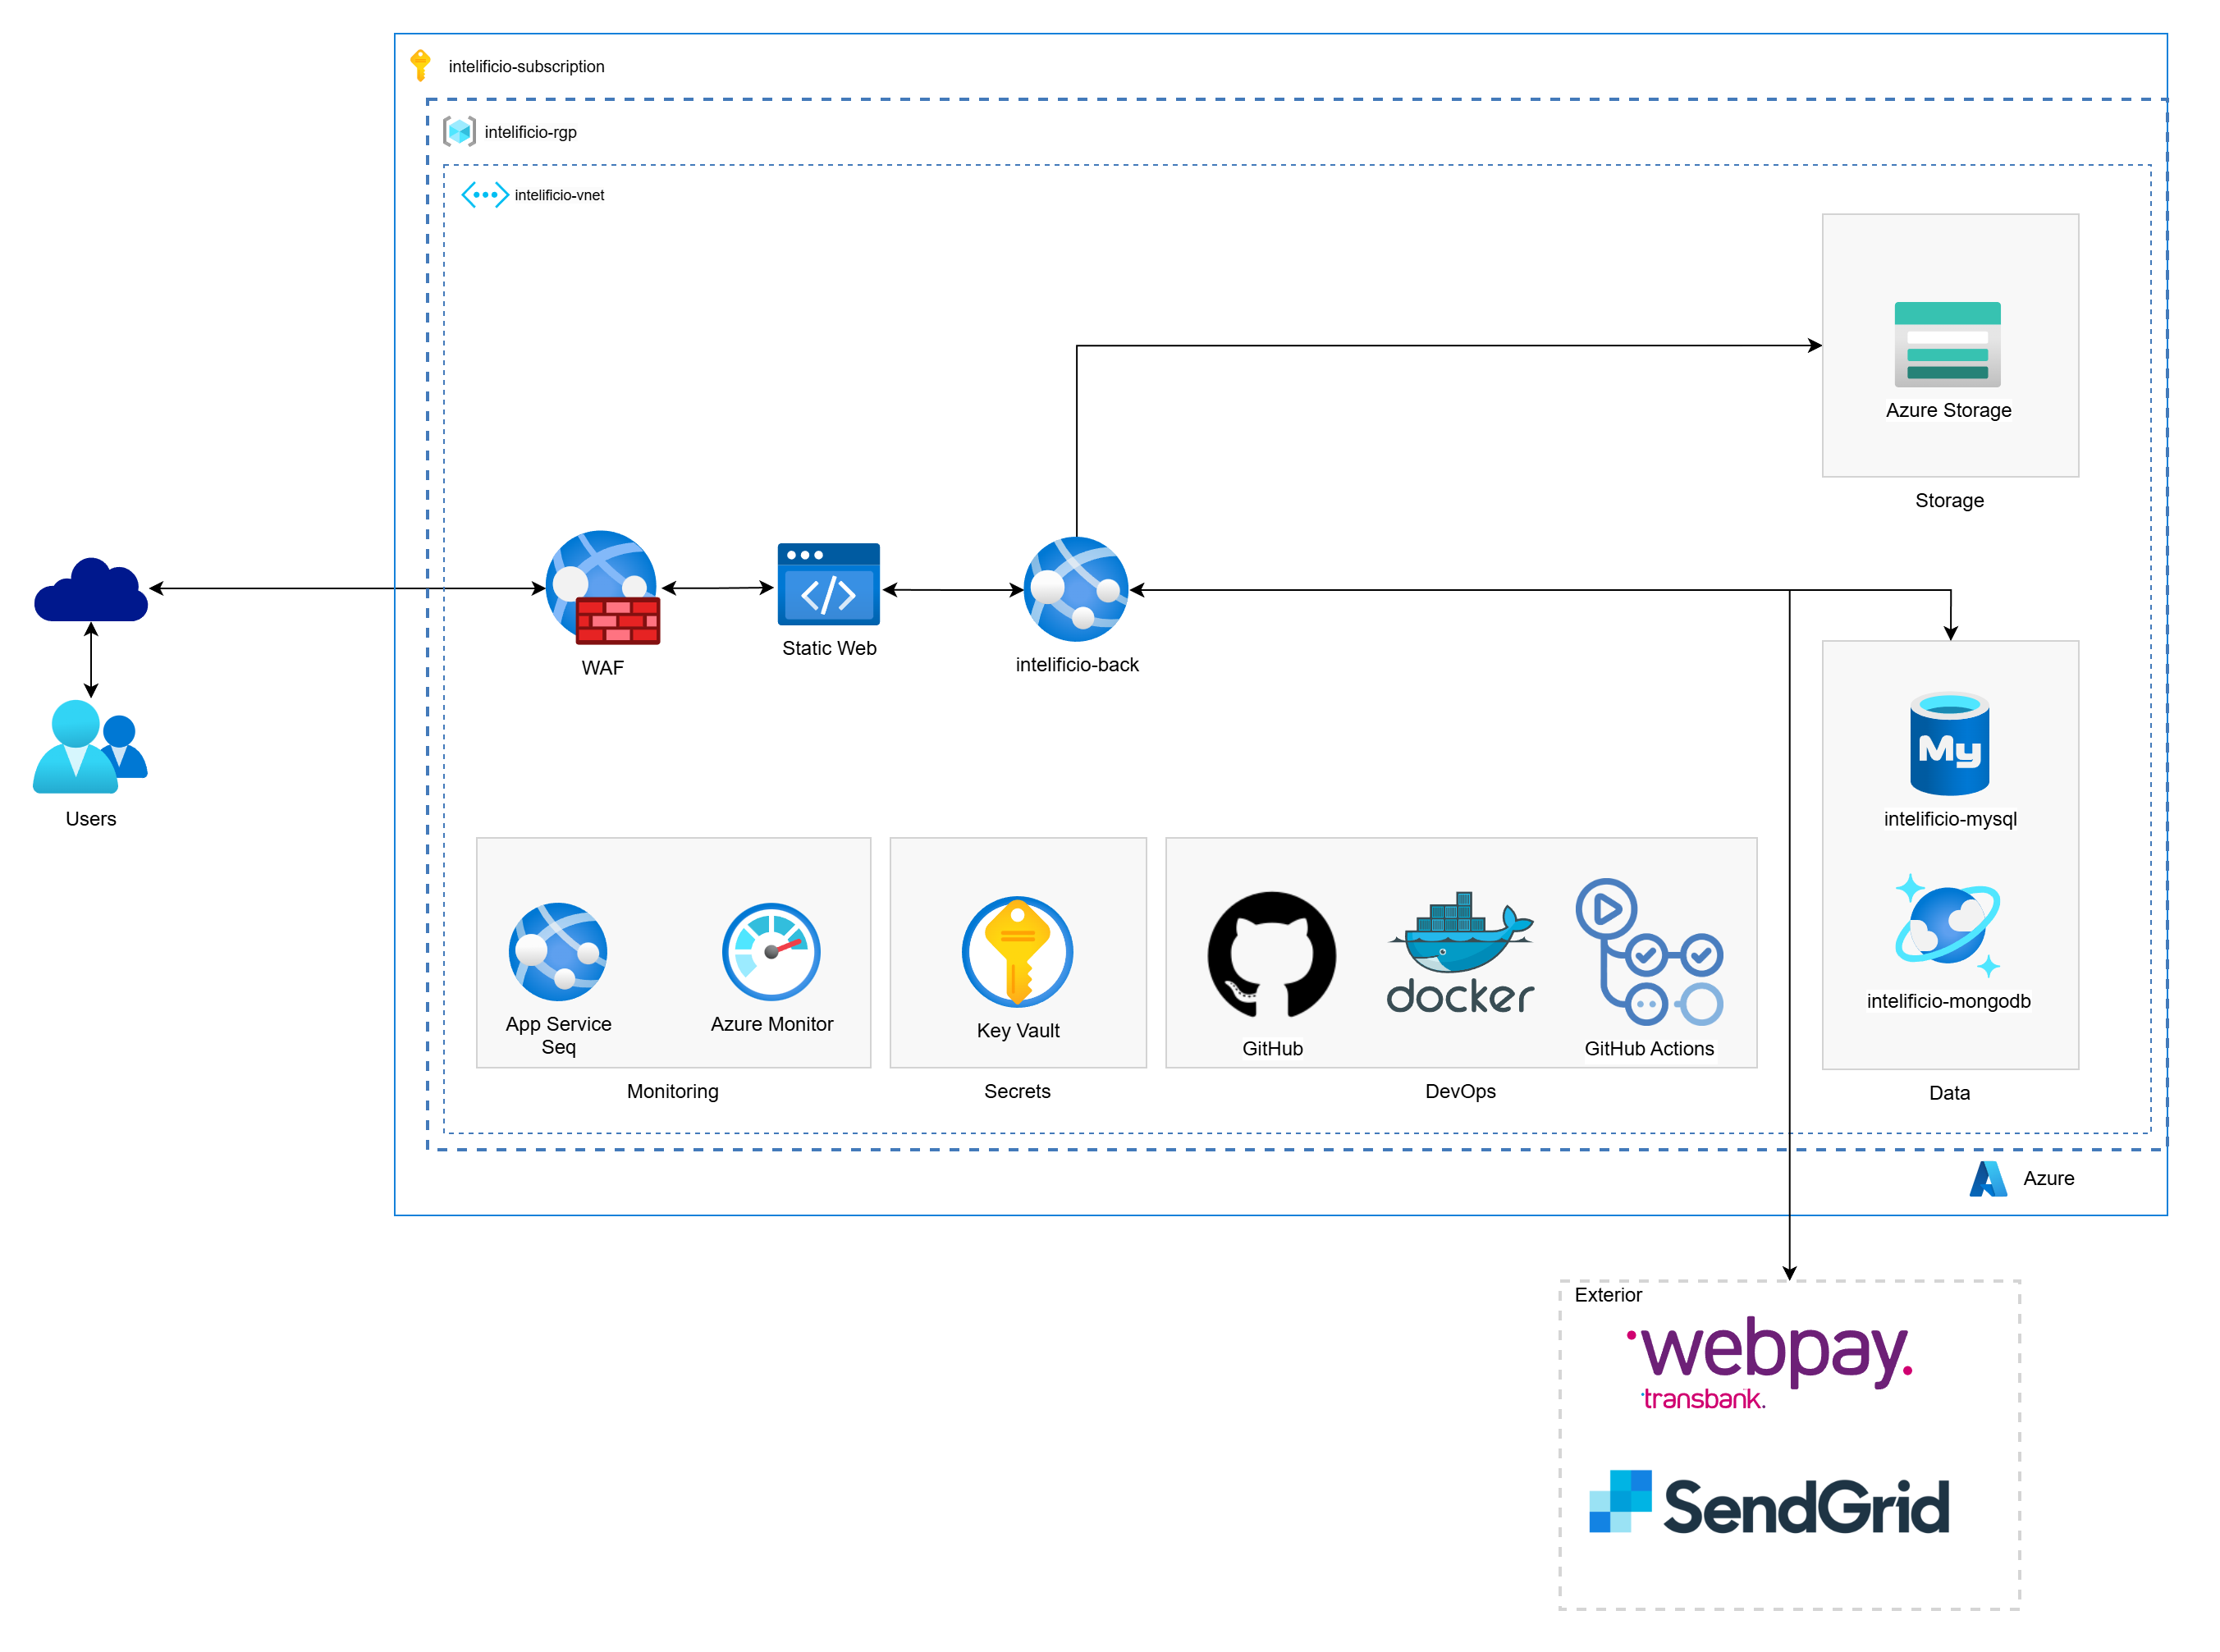 intelificio-subscription
intelificio-rgp
intelificio-vnet
Azure Storage
Storage
WAF
Static Web
intelificio-back
Users
My
intelificio-mysql
intelificio-mongodb
Data
App Service
Seq
Azure Monitor
Monitoring
Key Vault
Secrets
GitHub
docker
GitHub Actions
DevOps
Azure
Exterior
webpay.
transbank.
SendGrid